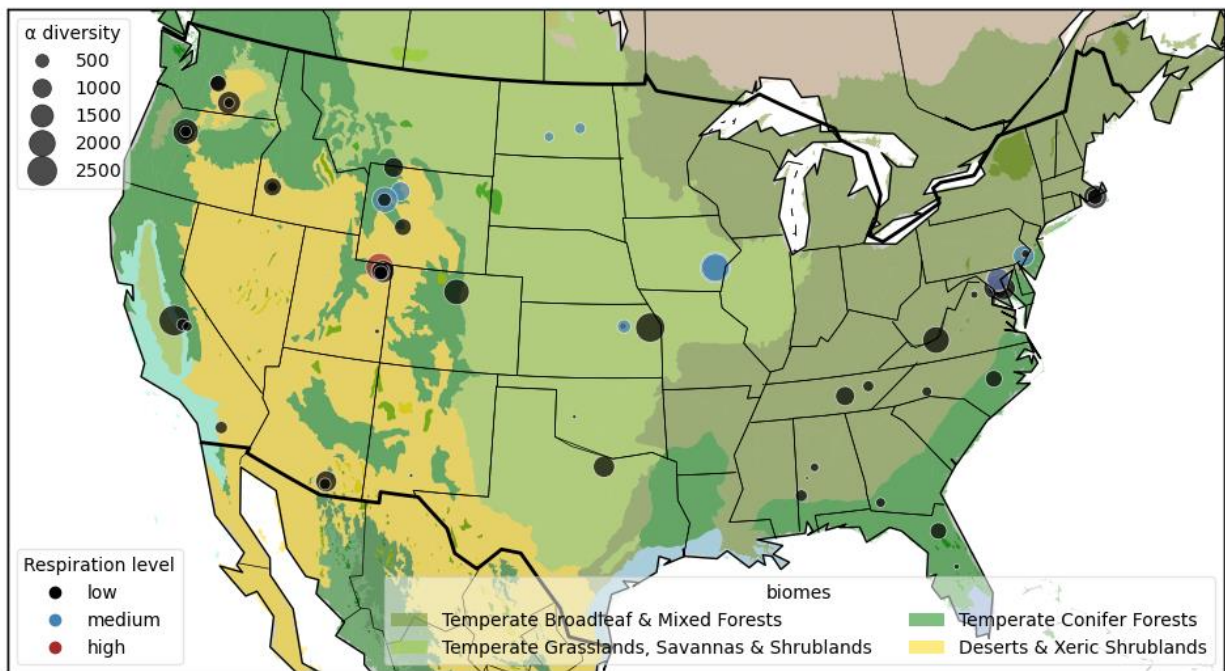 α diversity
500
1000
1500
2000
2500
Respiration level
low
medium
high
biomes
Temperate Broadleaf & Mixed Forests
Temperate Conifer Forests
Temperate Grasslands, Savannas & Shrublands
Deserts & Xeric Shrublands